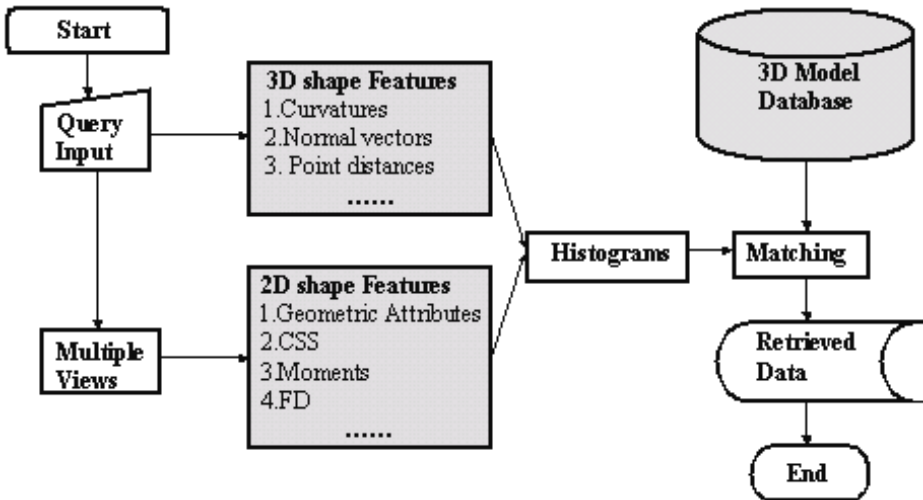 Start
Query
Input
3D shape Features
1.Curvatures
2.Normal vectors
3. Point distances
......
3D Model
Database
Histograms
Matching
2D shape Features
1.Geometric Attributes
2.CSS
3.Moments
4.FD
......
Multiple
Views
Retrieved
Data
End